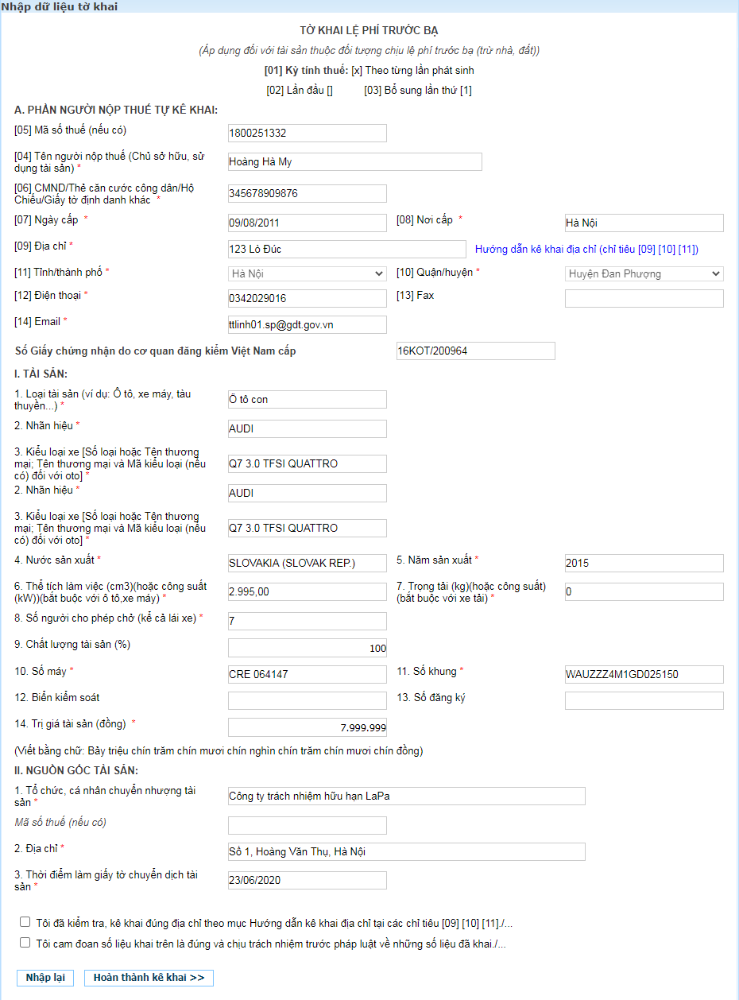 Nhập dữ liệu tờ khai
TỜ KHAI LỆ PHÍ TRƯỚC BẠ
(Áp dụng đối với tài sản thuộc đối tượng chịu lệ phí trước bạ (trừ nhà, đất))
[01] Kỳ tính thuế: [x] Theo từng lần phát sinh
[02] Lần đầu [] [03] Bổ sung lần thứ [1]
A. PHẦN NGƯỜI NỘP THUẾ TỰ KÊ KHAI:
[05] Mã số thuế (nếu có) 1800251332
[04] Tên người nộp thuế (Chủ sở hữu, sử
dụng tài sản) * Hoàng Hà My
[06] CMND/Thẻ căn cước công dân/Hộ
Chiếu/Giấy tờ định danh khác * 345678909876
[07] Ngày cấp * 09/08/2011 [08] Nơi cấp * Hà Nội
[09] Địa chỉ * 123 Lò Đúc Hướng dẫn kê khai địa chỉ (chỉ tiêu [09] [10] [11])
[11] Tỉnh/thành phố * Hà Nội [10] Quận/huyện * Huyện Đan Phượng
[12] Điện thoại * 0342029016 [13] Fax
[14] Email * ttlinh01.sp@gdt.gov.vn
Số Giấy chứng nhận do cơ quan đăng kiểm Việt Nam cấp 16KOT/200964
I. TÀI SẢN:
1. Loại tài sản (ví dụ: Ô tô, xe máy, tàu
thuyền...) * Ô tô con
2. Nhãn hiệu * AUDI
3. Kiểu loại xe [Số loại hoặc Tên thương
mại; Tên thương mại và Mã kiểu loại (nếu
có) đối với oto] * Q7 3.0 TFSI QUATTRO
2. Nhãn hiệu * AUDI
3. Kiểu loại xe [Số loại hoặc Tên thương
mại; Tên thương mại và Mã kiểu loại (nếu
có) đối với oto] * Q7 3.0 TFSI QUATTRO
4. Nước sản xuất * SLOVAKIA (SLOVAK REP.) 5. Năm sản xuất * 2015
6. Thể tích làm việc (cm3)(hoặc công suất
(kW))(bắt buộc với ô tô,xe máy) * 2.995,00
7. Trọng tải (kg)(hoặc công suất)
(bắt buộc với xe tải) * 0
8. Số người cho phép chở (kể cả lái xe) * 7
9. Chất lượng tài sản (%) 100
10. Số máy * CRE 064147 11. Số khung * WAUZZZ4M1GD025150
12. Biển kiểm soát 13. Số đăng ký
14. Trị giá tài sản (đồng) * 7.999.999
(Viết bằng chữ: Bảy triệu chín trăm chín mươi chín nghìn chín trăm chín mươi chín đồng)
II. NGUỒN GỐC TÀI SẢN:
1. Tổ chức, cá nhân chuyển nhượng tài
sản * Công ty trách nhiệm hữu hạn LaPa
Mã số thuế (nếu có)
2. Địa chỉ * Số 1, Hoàng Văn Thụ, Hà Nội
3. Thời điểm làm giấy tờ chuyển dịch tài
sản * 23/06/2020
Tôi đã kiểm tra, kê khai đúng địa chỉ theo mục Hướng dẫn kê khai địa chỉ tại các chỉ tiêu [09] [10] [11]./...
Tôi cam đoan số liệu khai trên là đúng và chịu trách nhiệm trước pháp luật về những số liệu đã khai./...
Nhập lại Hoàn thành kê khai >>